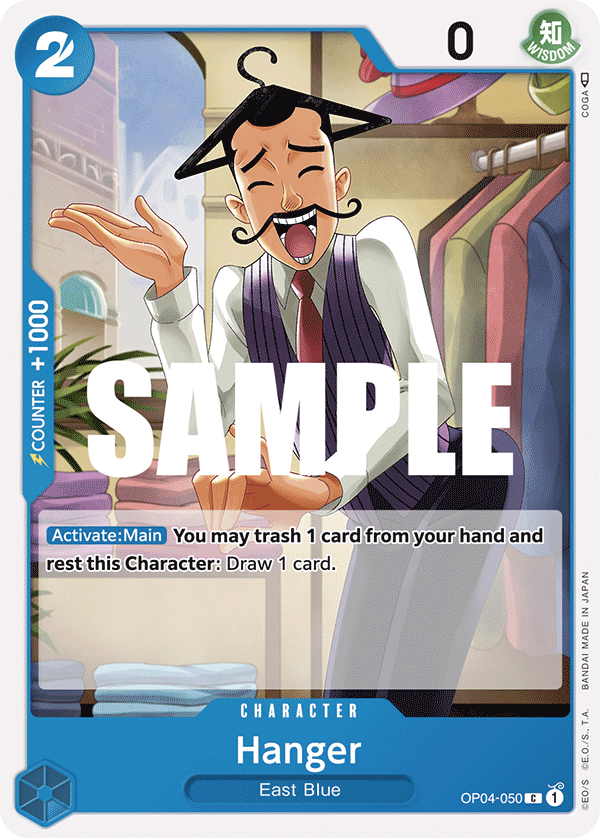 2
0
知
WISDOM
COGA
COUNTER +1000
SAMPLE
Activate:Main You may trash 1 card from your hand and
rest this Character: Draw 1 card.
CHARACTER
Hanger
East Blue
OP04-050 C 1
©E.O./S., T.A. BANDAI MADE IN JAPAN
©EO/S